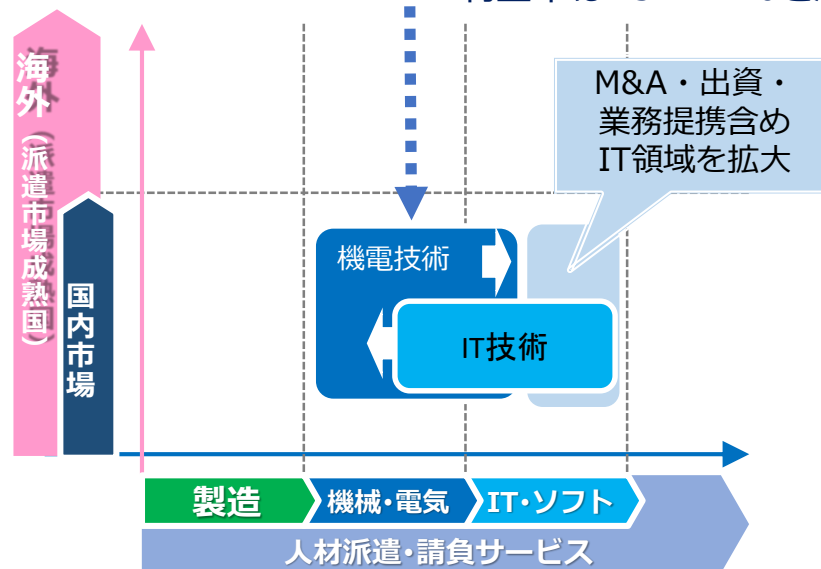 M&A・出資・
業務提携含め
IT領域を拡大
海外（派遣市場成熟国）
国内市場
機電技術
IT技術
製造
機械・電気
IT・ソフト
人材派遣・請負サービス